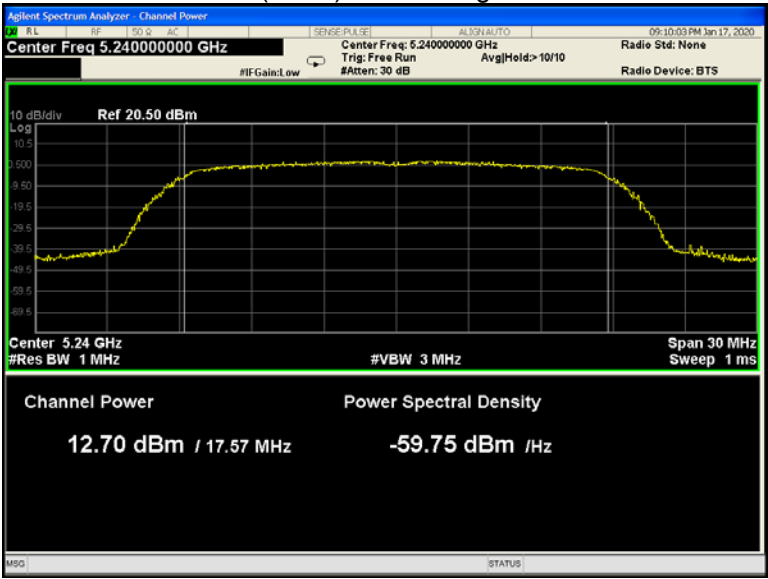 Agilent Spectrum Analyzer - Channel Power
RL RF 50 Ω AC SENSE:PULSE ALIGNAUTO 09:10:03 PM Jan 17, 2020
Center Freq 5.240000000 GHz
Center Freq: 5.240000000 GHz
Radio Std: None
Trig: Free Run Avg|Hold:>10/10
#IFGain:Low
#Atten: 30 dB
Radio Device: BTS
10 dB/div Ref 20.50 dBm
Log
10.5
0.500
-9.50
-19.5
-29.5
-39.5
-49.5
-59.5
-69.5
Center 5.24 GHz
Span 30 MHz
#Res BW 1 MHz
#VBW 3 MHz
Sweep 1 ms
Channel Power
Power Spectral Density
12.70 dBm / 17.57 MHz
-59.75 dBm /Hz
MSG
STATUS